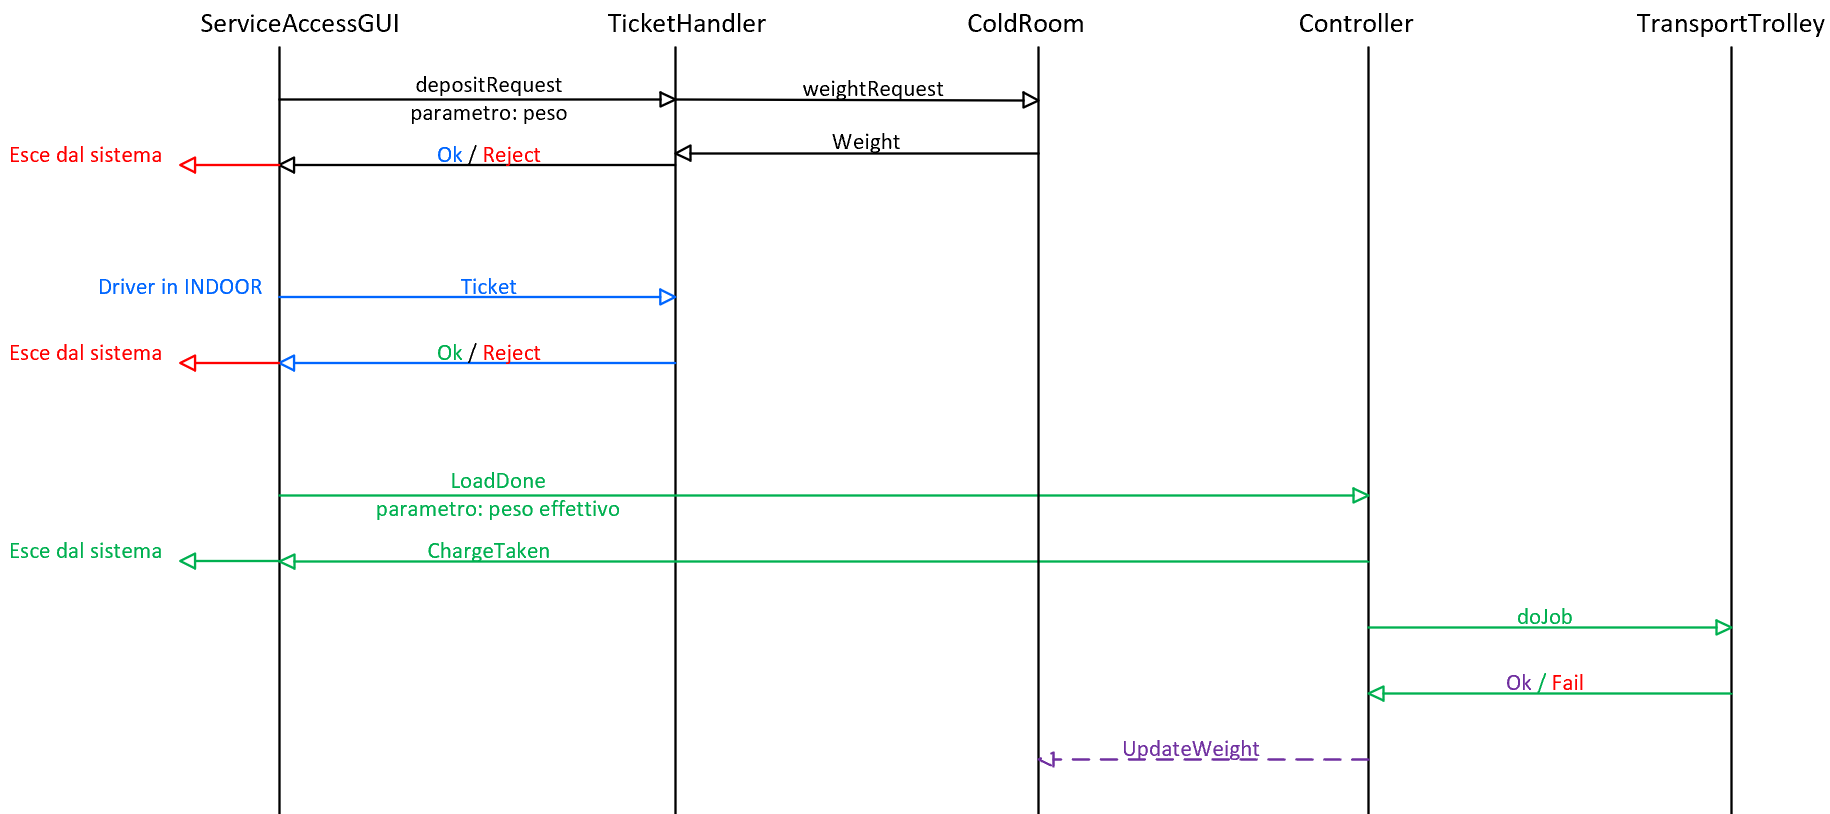 ServiceAccessGUI TicketHandler ColdRoom Controller TransportTrolley
depositRequest weightRequest
parametro: peso
Weight
Esce dal sistema Ok / Reject
Driver in INDOOR Ticket
Esce dal sistema Ok / Reject
LoadDone
parametro: peso effettivo
Esce dal sistema ChargeTaken
doJob
Ok / Fail
UpdateWeight